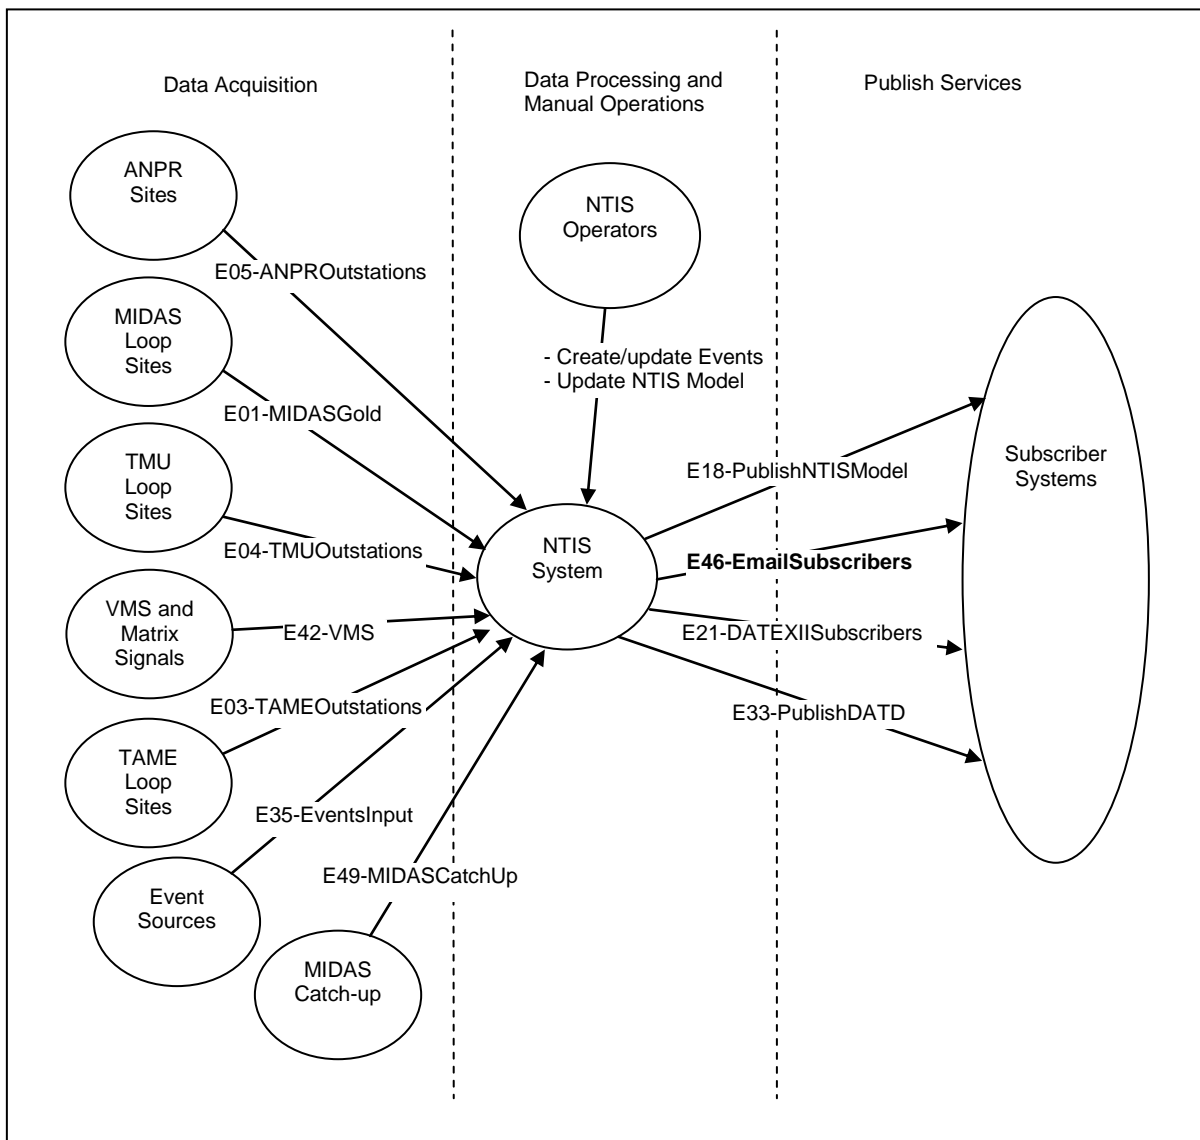 Data Acquisition
Data Processing and
Manual Operations
Publish Services
ANPR
Sites
NTIS
Operators
E05-ANPROutstations
MIDAS
Loop
Sites
- Create/update Events
- Update NTIS Model
E01-MIDASGold
TMU
Loop
Sites
E18-PublishNTISModel
Subscriber
Systems
E04-TMUOutstations
NTIS
System
E46-EmailSubscribers
VMS and
Matrix
Signals
E42-VMS
E21-DATEXIISubscribers
E03-TAMEOutstations
E33-PublishDATD
TAME
Loop
Sites
E35-EventsInput
E49-MIDASCatchUp
Event
Sources
MIDAS
Catch-up